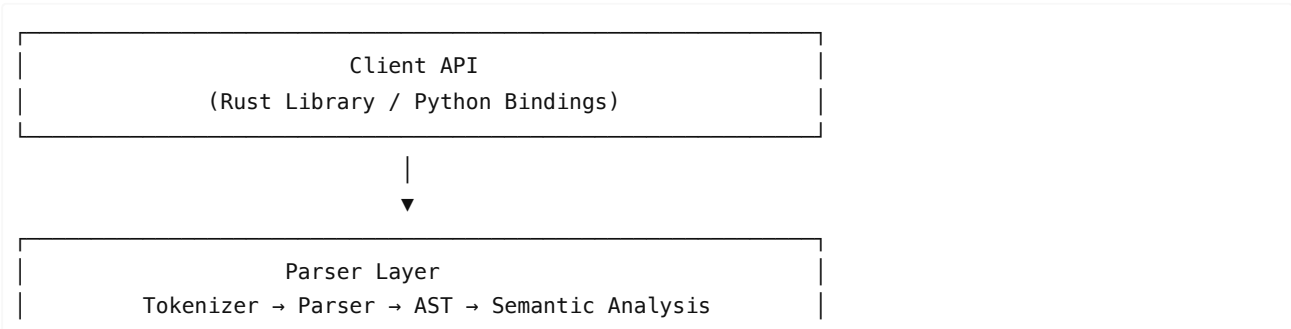 Client API
(Rust Library / Python Bindings)
Parser Layer
Tokenizer → Parser → AST → Semantic Analysis